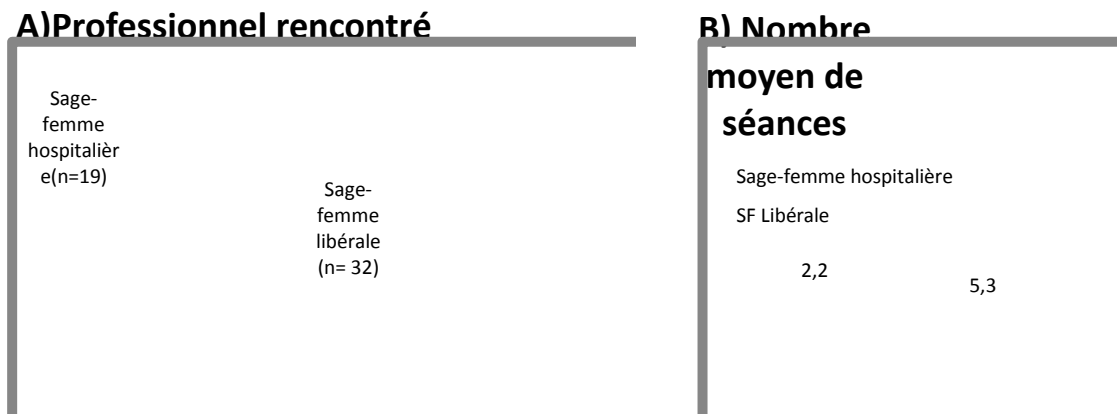 A)Professionnel rencontré
Sage-
femme
hospitalièr
e(n=19)
Sage-
femme
libérale
(n= 32)
B) Nombre
moyen de
séances
Sage-femme hospitalière
SF Libérale
2,2
5,3